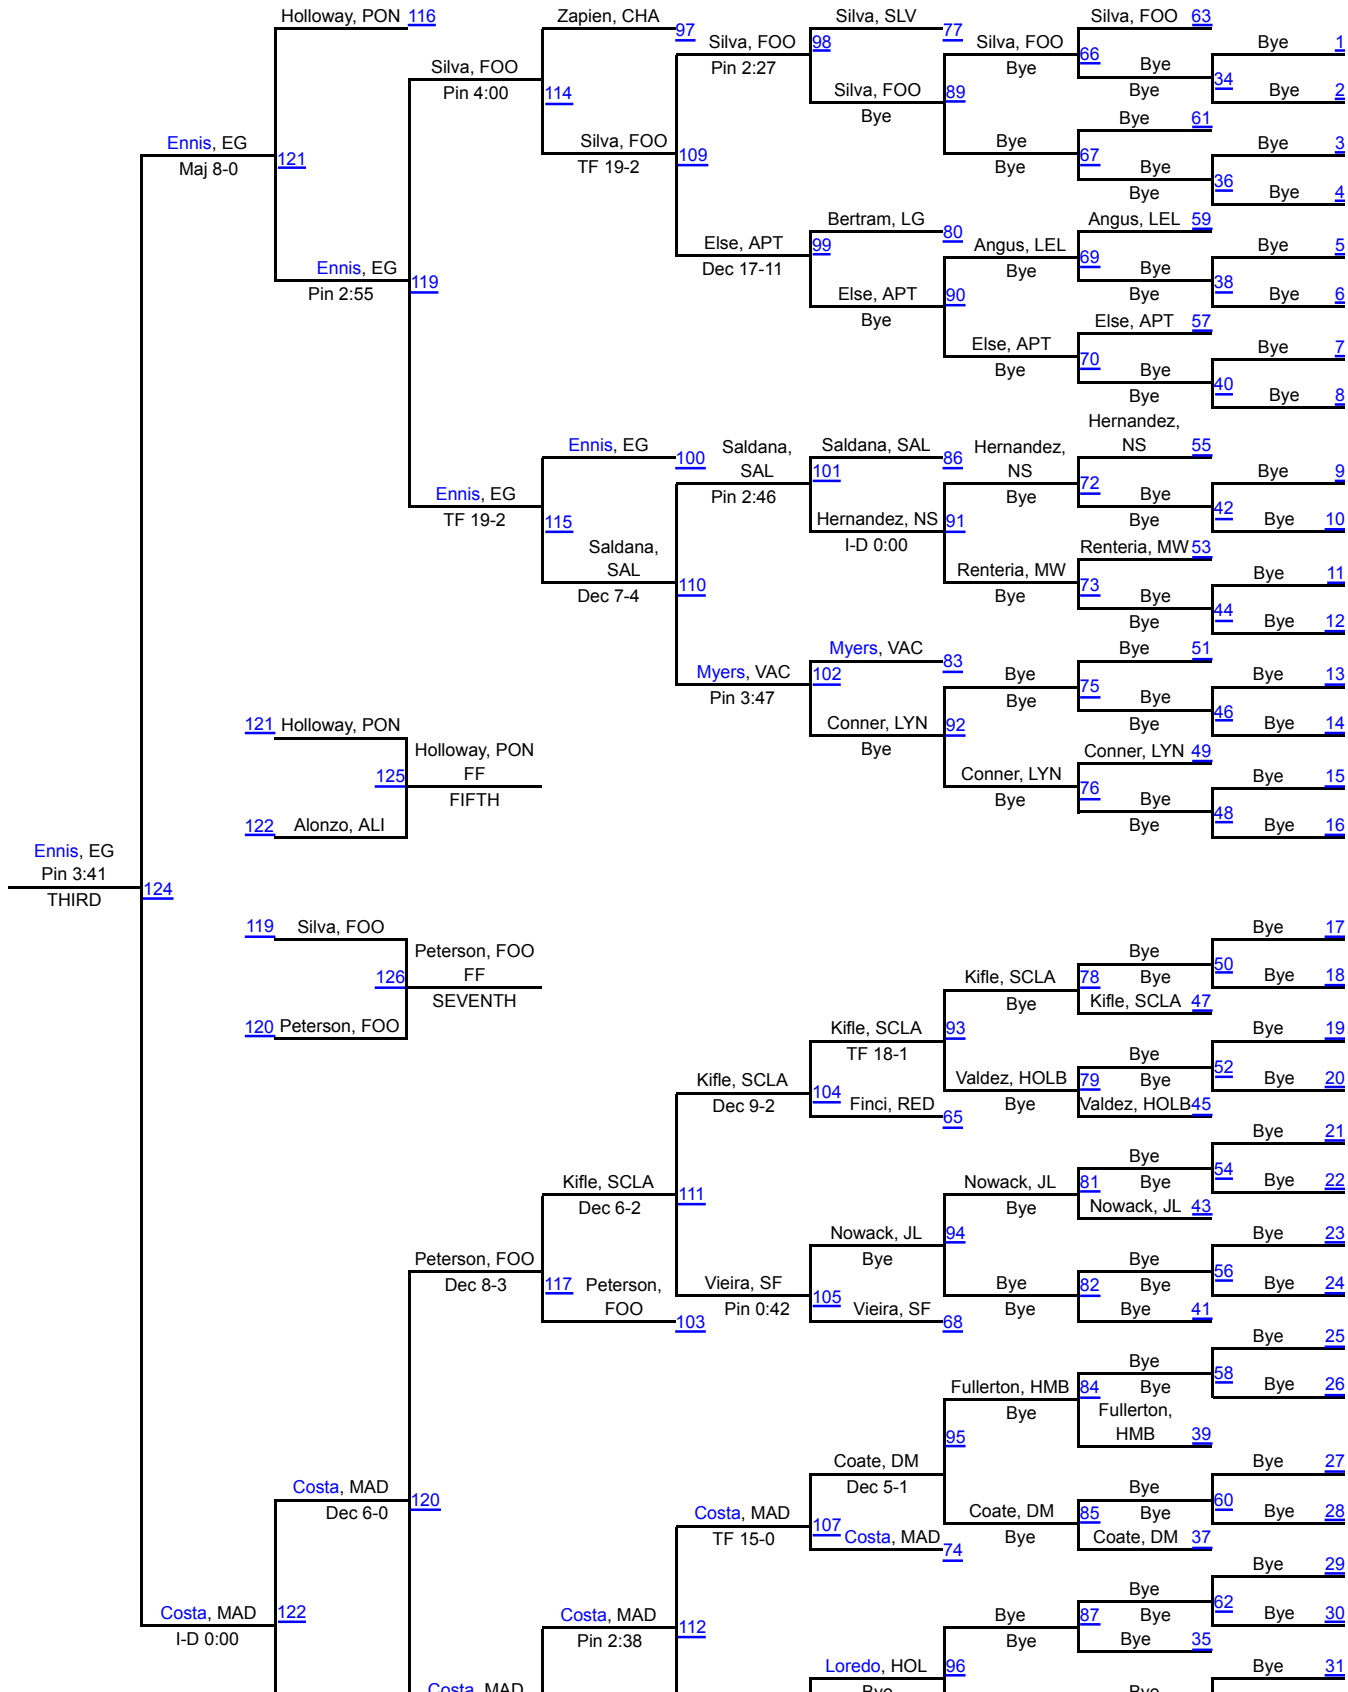 Holloway, PON 116
Zapien, CHA
97
Silva, SLV
77
Silva, FOO 63
Silva, FOO
Pin 2:27
98
Silva, FOO
Bye
66
Bye
1
Bye
Bye
34
Bye
2
Silva, FOO
Pin 4:00
114
Silva, FOO
Bye
89
Bye
61
Ennis, EG
Maj 8-0
121
Silva, FOO
TF 19-2
109
Bye
Bye
67
Bye
Bye
Bye
3
36
Bye
4
Bertram, LG
80
Angus, LEL 59
Else, APT
Dec 17-11
99
Angus, LEL
Bye
69
Bye
Bye
Bye
5
38
Bye
6
Ennis, EG
Pin 2:55
119
Else, APT
Bye
90
Else, APT 57
Else, APT
Bye
70
Bye
Bye
Bye
7
40
Bye
8
Hernandez,
NS 55
Ennis, EG
100
Saldana,
SAL
Pin 2:46
Saldana, SAL
86
101
Hernandez,
NS
Bye
72
Bye
Bye
Bye
9
42
Bye
10
Ennis, EG
TF 19-2
115
Hernandez, NS
I-D 0:00
91
Saldana,
SAL
Dec 7-4
110
Renteria, MW 53
Renteria, MW
Bye
73
Bye
Bye
Bye
11
44
Bye
12
Myers, VAC
83
Bye
51
Myers, VAC
Pin 3:47
102
Bye
Bye
75
Bye
Bye
Bye
13
46
Bye
14
121 Holloway, PON
Holloway, PON
FF
125
FIFTH
122 Alonzo, ALI
Conner, LYN
Bye
92
Conner, LYN 49
Conner, LYN
Bye
76
Bye
Bye
Bye
15
48
Bye
16
Ennis, EG
Pin 3:41
THIRD
124
119 Silva, FOO
Peterson, FOO
FF
126
SEVENTH
120 Peterson, FOO
Bye
17
Bye
50
Bye
18
Kifle, SCLA
Bye
78
Bye
Kifle, SCLA 47
Kifle, SCLA
TF 18-1
93
Bye
19
Bye
52
Bye
20
Kifle, SCLA
Dec 9-2
104
Valdez, HOLB
Bye
79
Bye
Valdez, HOLB 45
Finci, RED
65
Bye
21
Bye
54
Bye
22
Kifle, SCLA
Dec 6-2
111
Nowack, JL
Bye
81
Bye
Nowack, JL 43
Nowack, JL
Bye
94
Bye
23
Bye
56
Bye
24
Peterson, FOO
Dec 8-3
117
Peterson,
FOO
103
Vieira, SF
Pin 0:42
105
Vieira, SF
68
Bye
Bye
82
Bye
Bye
41
Bye
25
Bye
58
Bye
26
Fullerton, HMB
Bye
84
Bye
Fullerton,
HMB
39
95
Coate, DM
Dec 5-1
Bye
27
Bye
60
Bye
28
Costa, MAD
Dec 6-0
120
Costa, MAD
TF 15-0
107
Costa, MAD
74
Coate, DM
Bye
85
Bye
Coate, DM 37
Bye
29
Bye
62
Bye
30
Costa, MAD
I-D 0:00
122
Costa, MAD
Pin 2:38
112
Bye
Bye
87
Bye
Bye
35
Loredo, HOL
Bye
96
Bye
31
Costa, MAD
Bye